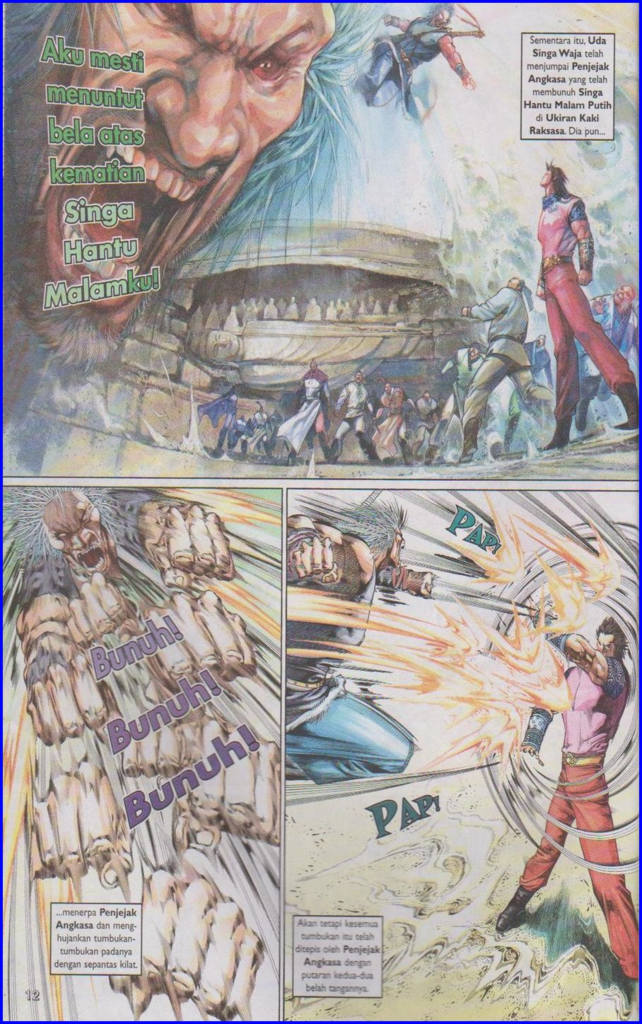 Aku mesti
menuntut
bela atas
kematian
Singa
Hantu
Malamku!
Sementara itu, Uda
Singa Waja telah
menjumpai Penjejak
Angkasa yang telah
membunuh Singa
Hantu Malam Putih
di Ukiran Kaki
Raksasa. Dia pun...
Bunuh!
Bunuh!
Bunuh!
...menerpa Penjejak
Angkasa dan meng-
hujankan tumbukan-
tumbukan padanya
dengan sepantas kilat.
12
PAP!
PAP!
Akan tetapi kesemua
tumbukan itu telah
ditepis oleh Penjejak
Angkasa dengan
putaran kedua-dua
belah tangannya.